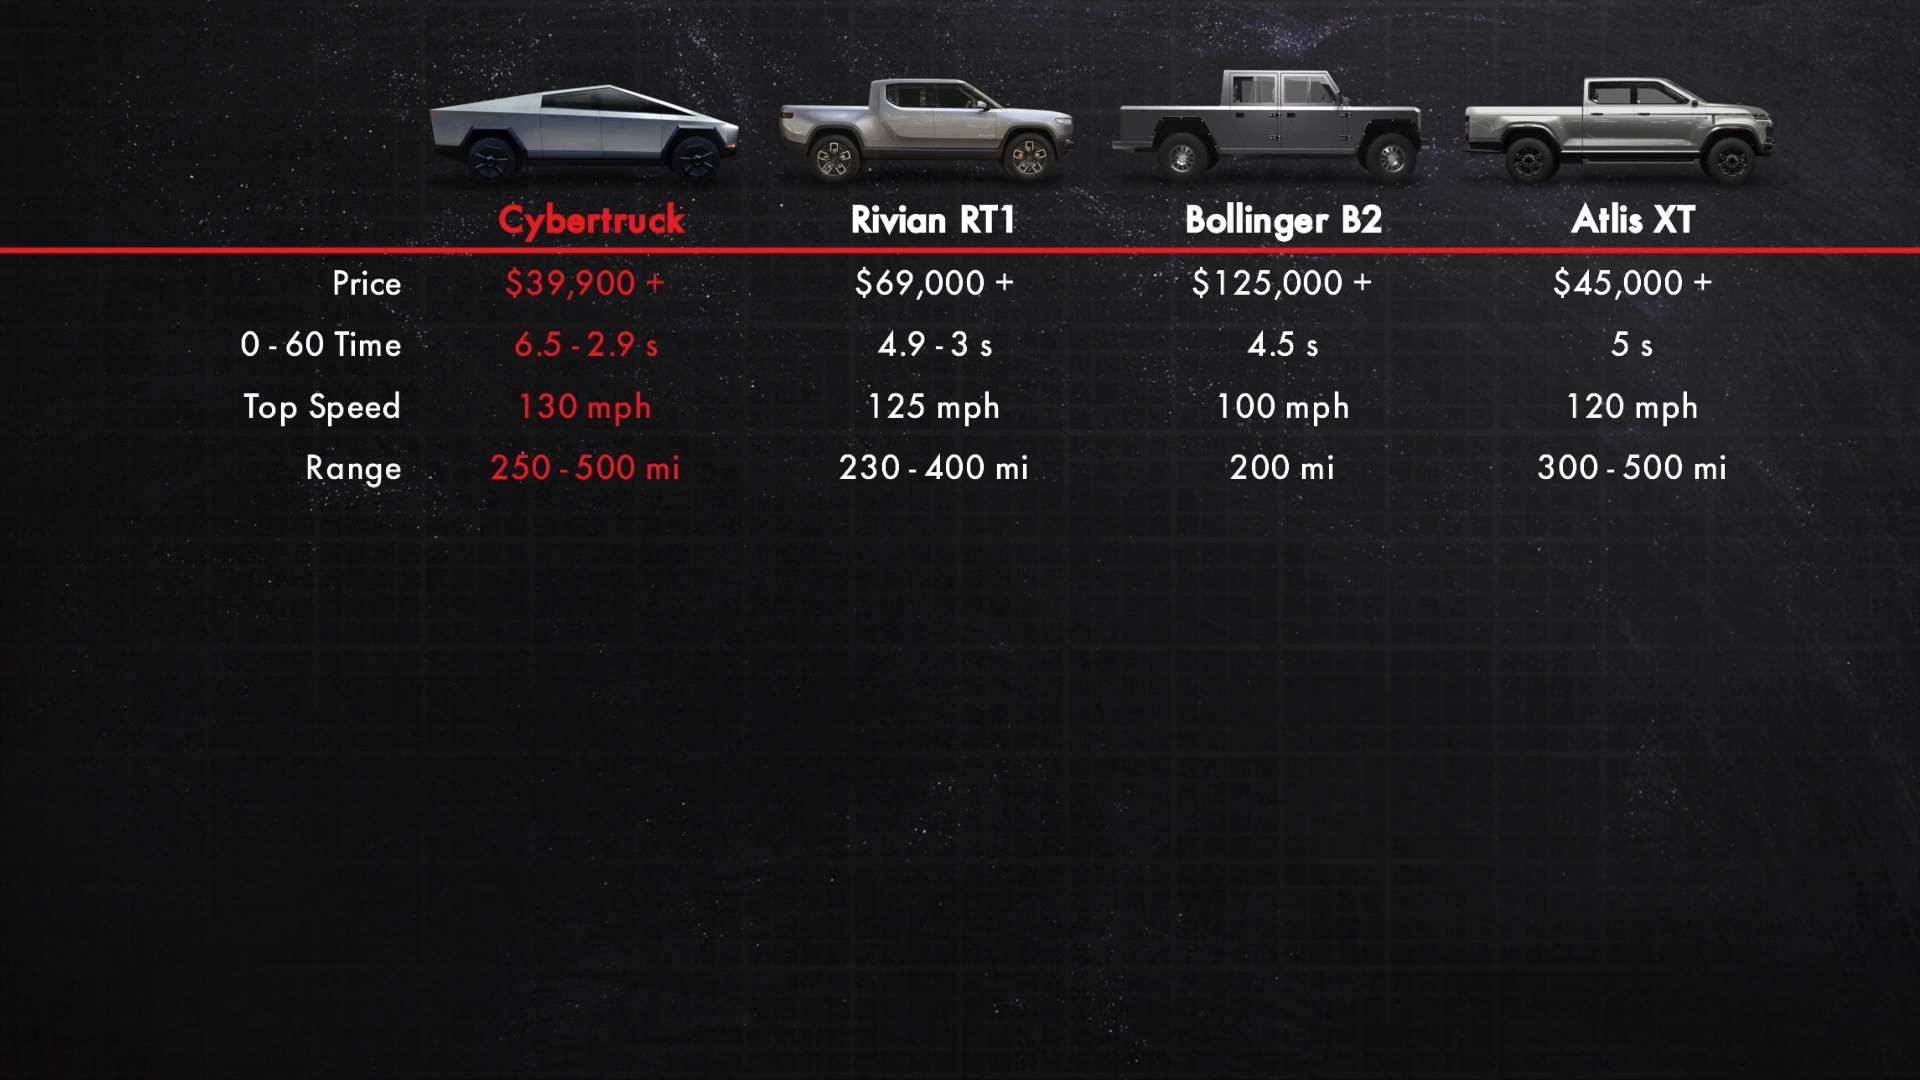 Cybertruck Rivian RT1 Bollinger B2 Atlis XT
Price $39,900 + $69,000 + $125,000 + $45,000 +
0 - 60 Time 6.5 - 2.9 s 4.9 - 3 s 4.5 s 5 s
Top Speed 130 mph 125 mph 100 mph 120 mph
Range 250 - 500 mi 230 - 400 mi 200 mi 300 - 500 mi